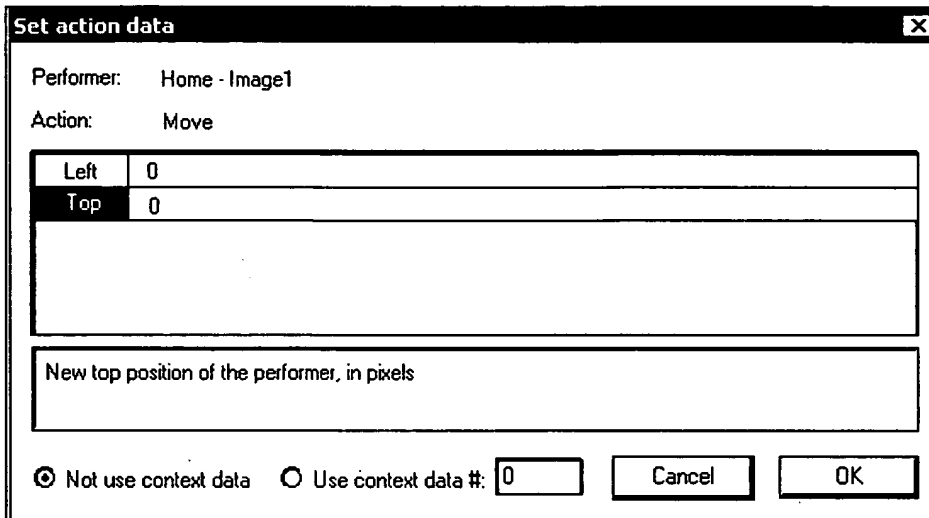 Set action data
Performer: Home - Image1
Action: Move
Left 0
Top 0
New top position of the performer, in pixels
Not use context data Use context data #: 0 Cancel OK